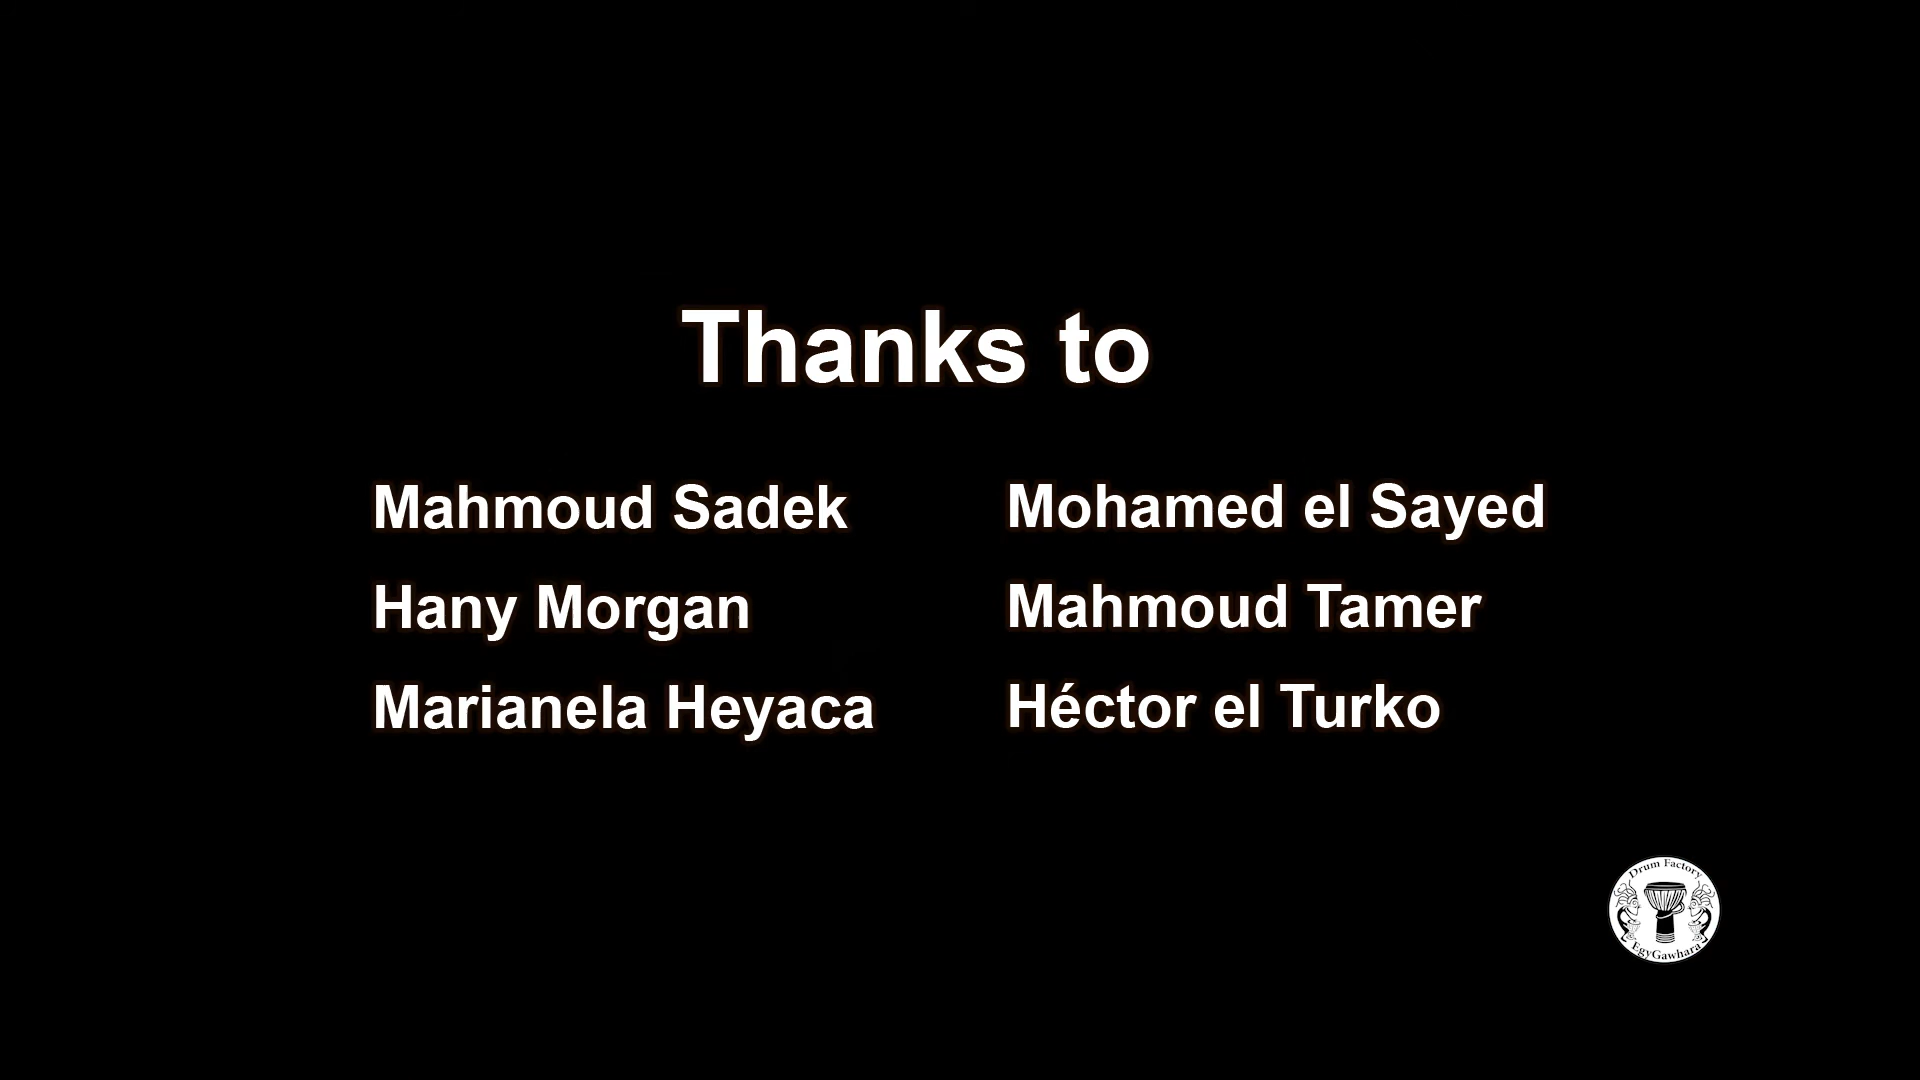 Thanks to
Mahmoud Sadek
Hany Morgan
Marianela Heyaca
Mohamed el Sayed
Mahmoud Tamer
Héctor el Turko
Drum Factory
EgyGawhara